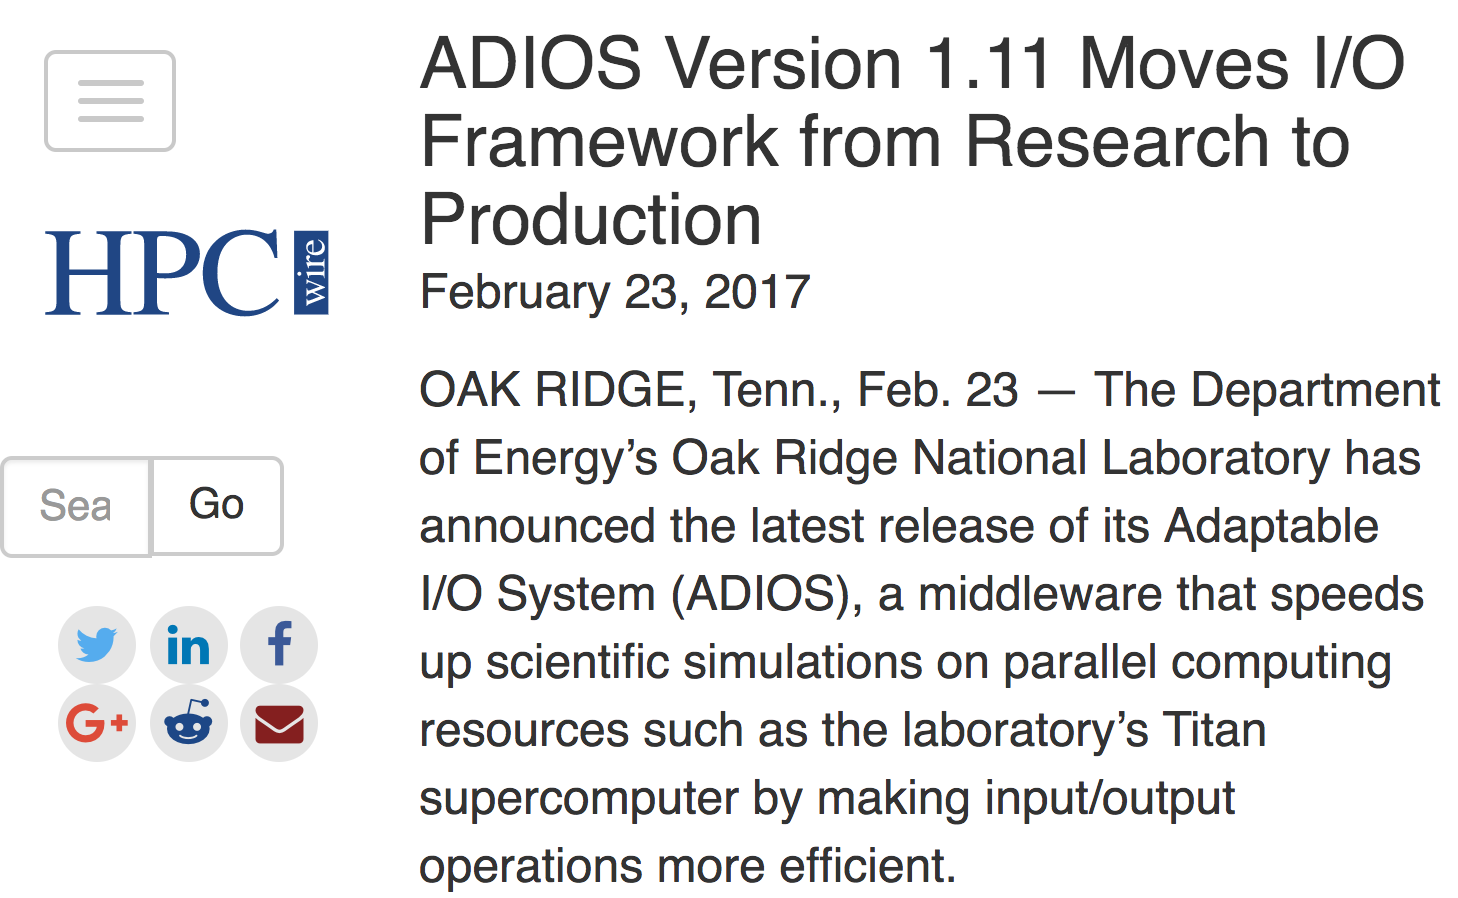 ADIOS Version 1.11 Moves I/O
Framework from Research to
Production
February 23, 2017
HPC wire
Sea
Go
OAK RIDGE, Tenn., Feb. 23 — The Department
of Energy’s Oak Ridge National Laboratory has
announced the latest release of its Adaptable
I/O System (ADIOS), a middleware that speeds
up scientific simulations on parallel computing
resources such as the laboratory’s Titan
supercomputer by making input/output
operations more efficient.
in
f
G+